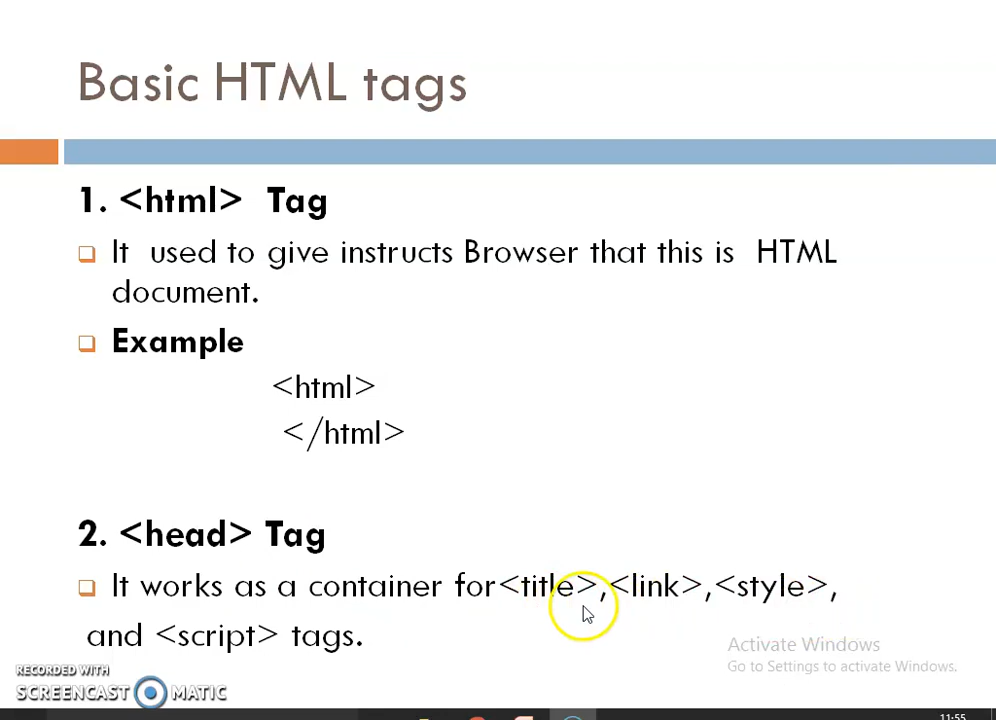 Basic HTML tags
1. <html> Tag
❑ It used to give instructs Browser that this is HTML
document.
❑ Example
<html>
</html>
2. <head> Tag
❑ It works as a container for<title>,<link>,<style>,
and <script> tags.
Activate Windows
Go to Settings to activate Windows.
RECORDED WITH
SCREENCAST MATIC
11:55